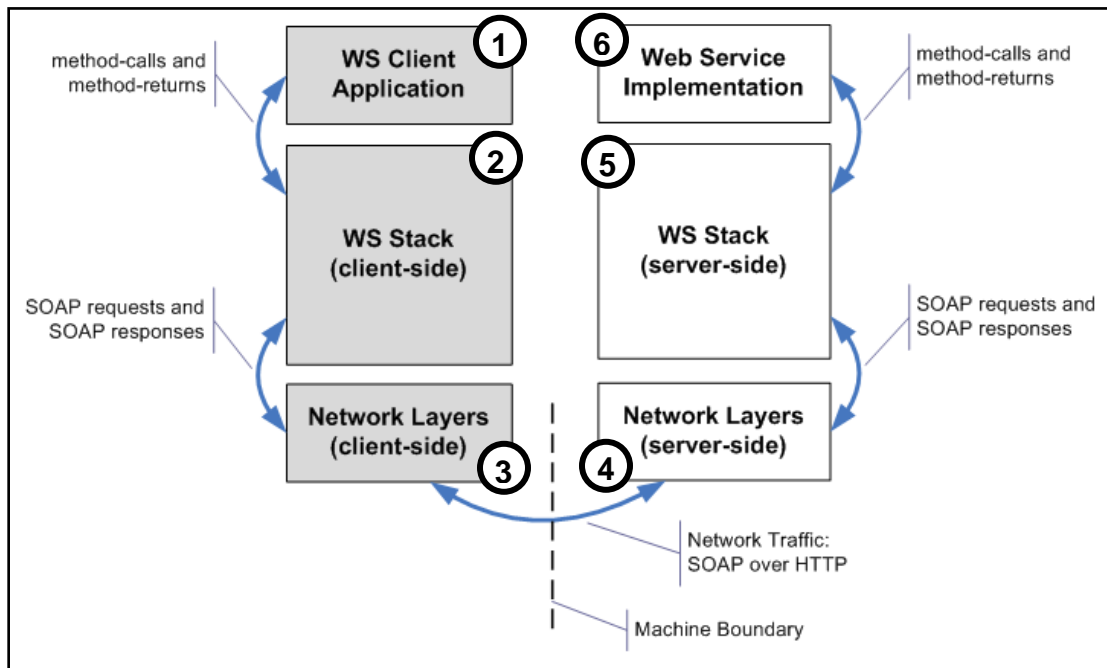 1
6
method-calls and
method-returns
WS Client
Application
Web Service
Implementation
method-calls and
method-returns
2
5
WS Stack
(client-side)
WS Stack
(server-side)
SOAP requests and
SOAP responses
SOAP requests and
SOAP responses
Network Layers
(client-side)
Network Layers
(server-side)
3
4
Network Traffic:
SOAP over HTTP
Machine Boundary